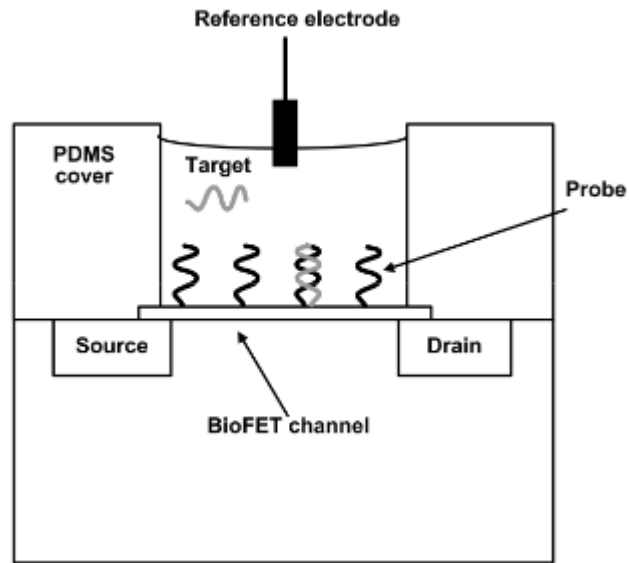 Reference electrode
PDMS
cover
Target
Probe
Source
Drain
BioFET channel